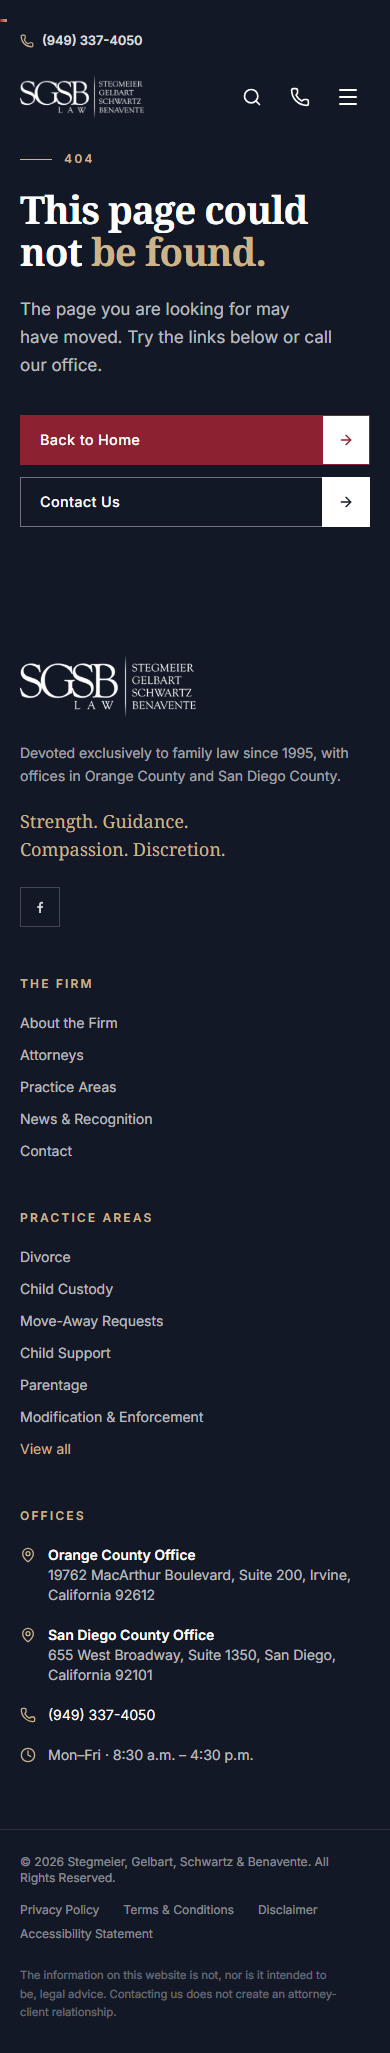 (949) 337-4050
SGSB
LAW
STEGMEIER
GELBART
SCHWARTZ
BENAVENTE
404
This page could
not be found.
The page you are looking for may
have moved. Try the links below or call
our office.
Back to Home
Contact Us
SGSB
LAW
STEGMEIER
GELBART
SCHWARTZ
BENAVENTE
Devoted exclusively to family law since 1995, with
offices in Orange County and San Diego County.
Strength. Guidance.
Compassion. Discretion.
THE FIRM
About the Firm
Attorneys
Practice Areas
News & Recognition
Contact
PRACTICE AREAS
Divorce
Child Custody
Move-Away Requests
Child Support
Parentage
Modification & Enforcement
View all
OFFICES
Orange County Office
19762 MacArthur Boulevard, Suite 200, Irvine,
California 92612
San Diego County Office
655 West Broadway, Suite 1350, San Diego,
California 92101
(949) 337-4050
Mon–Fri · 8:30 a.m. – 4:30 p.m.
© 2026 Stegmeier, Gelbart, Schwartz & Benavente. All
Rights Reserved.
Privacy Policy Terms & Conditions Disclaimer
Accessibility Statement
The information on this website is not, nor is it intended to
be, legal advice. Contacting us does not create an attorney-
client relationship.